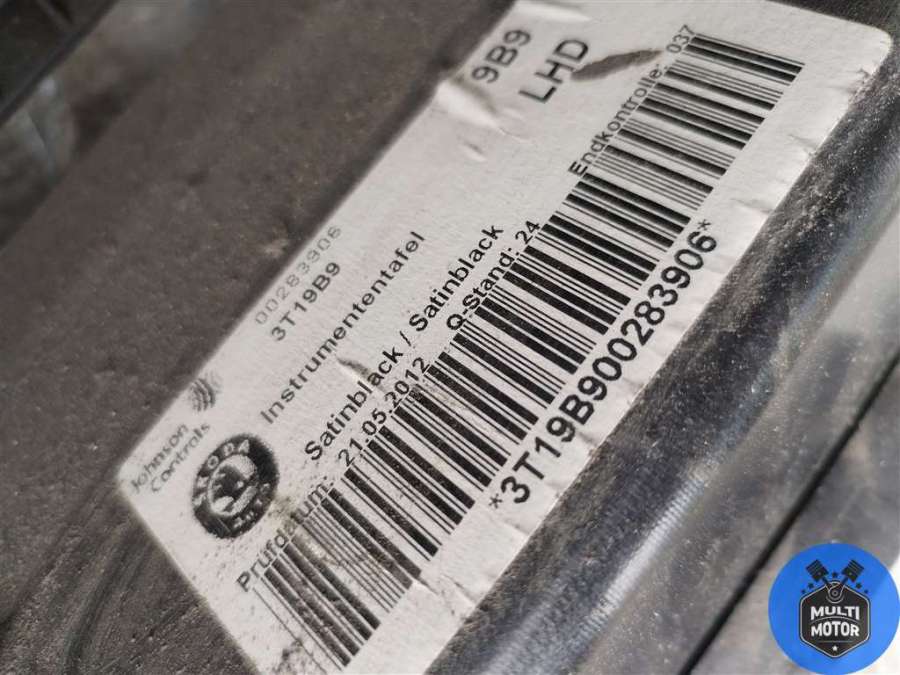 00283906
3T19B9
9B9
LHD
Johnson
Controls
SKODA
Instrumententafel
Satinblack / Satinblack
Prüfdatum: 21.05.2012 Q-Stand: 24
Endkontrolle 037
*3T19B900283906*
MULTI
MOTOR